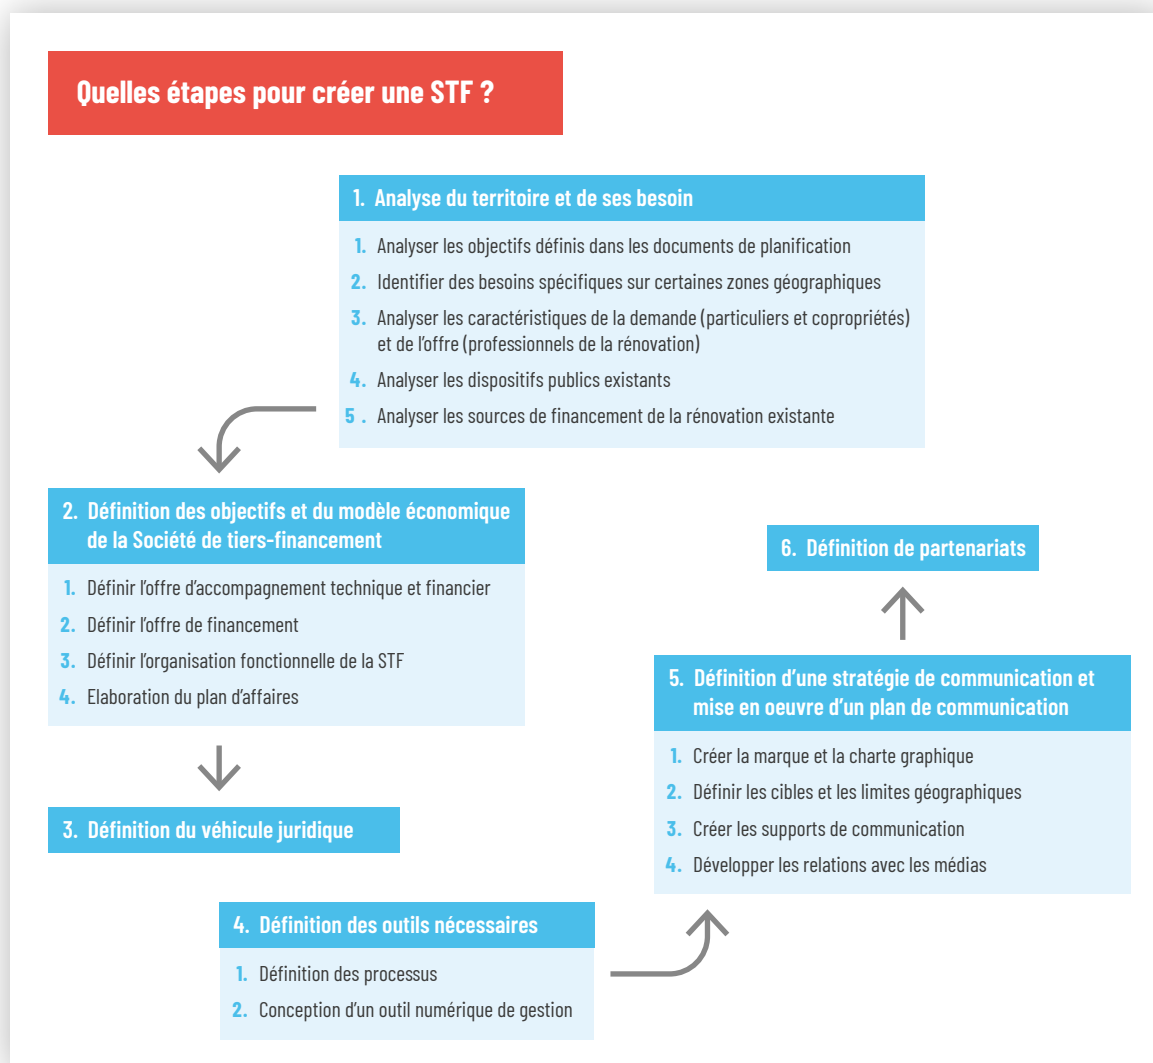 Quelles étapes pour créer une STF ?
1. Analyse du territoire et de ses besoin
1. Analyser les objectifs définis dans les documents de planification
2. Identifier des besoins spécifiques sur certaines zones géographiques
3. Analyser les caractéristiques de la demande (particuliers et copropriétés)
et de l’offre (professionnels de la rénovation)
4. Analyser les dispositifs publics existants
5 . Analyser les sources de financement de la rénovation existante
2. Définition des objectifs et du modèle économique
de la Société de tiers-financement
1. Définir l’offre d’accompagnement technique et financier
2. Définir l’offre de financement
3. Définir l’organisation fonctionnelle de la STF
4. Elaboration du plan d’affaires
3. Définition du véhicule juridique
4. Définition des outils nécessaires
1. Définition des processus
2. Conception d’un outil numérique de gestion
5. Définition d’une stratégie de communication et
mise en oeuvre d’un plan de communication
1. Créer la marque et la charte graphique
2. Définir les cibles et les limites géographiques
3. Créer les supports de communication
4. Développer les relations avec les médias
6. Définition de partenariats